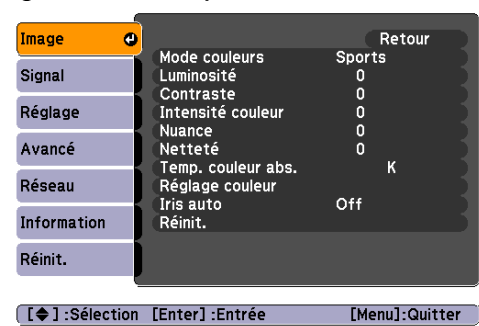 Image
Signal
Réglage
Avancé
Réseau
Information
Réinit.
Retour
Mode couleurs Sports
Luminosité 0
Contraste 0
Intensité couleur 0
Nuance 0
Netteté 0
Temp. couleur abs. K
Réglage couleur
Iris auto Off
Réinit.
[◆] :Sélection [Enter] :Entrée [Menu]:Quitter